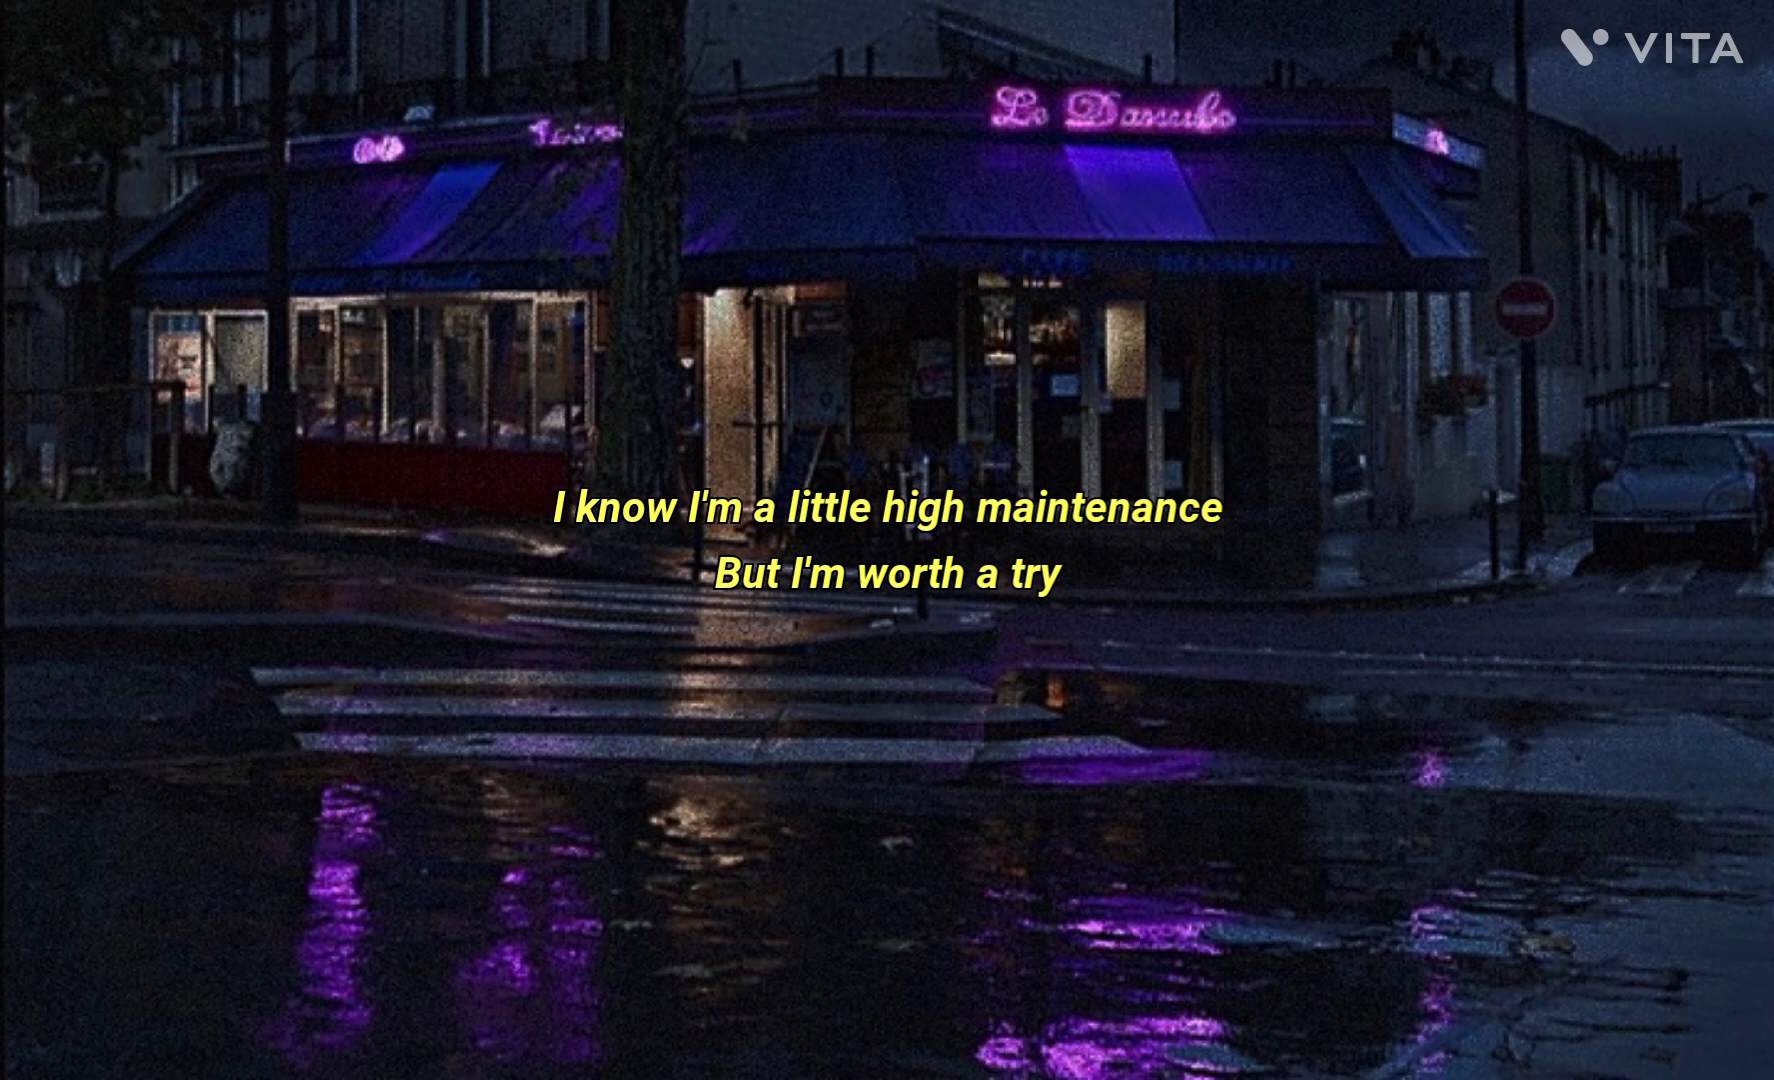 VITA
Le Danube
I know I'm a little high maintenance
But I'm worth a try